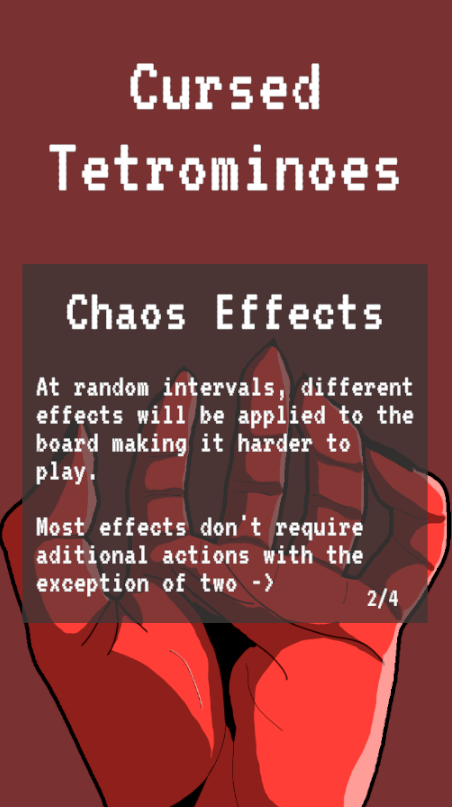 Cursed
Tetrominoes
Chaos Effects
At random intervals, different
effects will be applied to the
board making it harder to
play.
Most effects don't require
aditional actions with the
exception of two ->
2/4